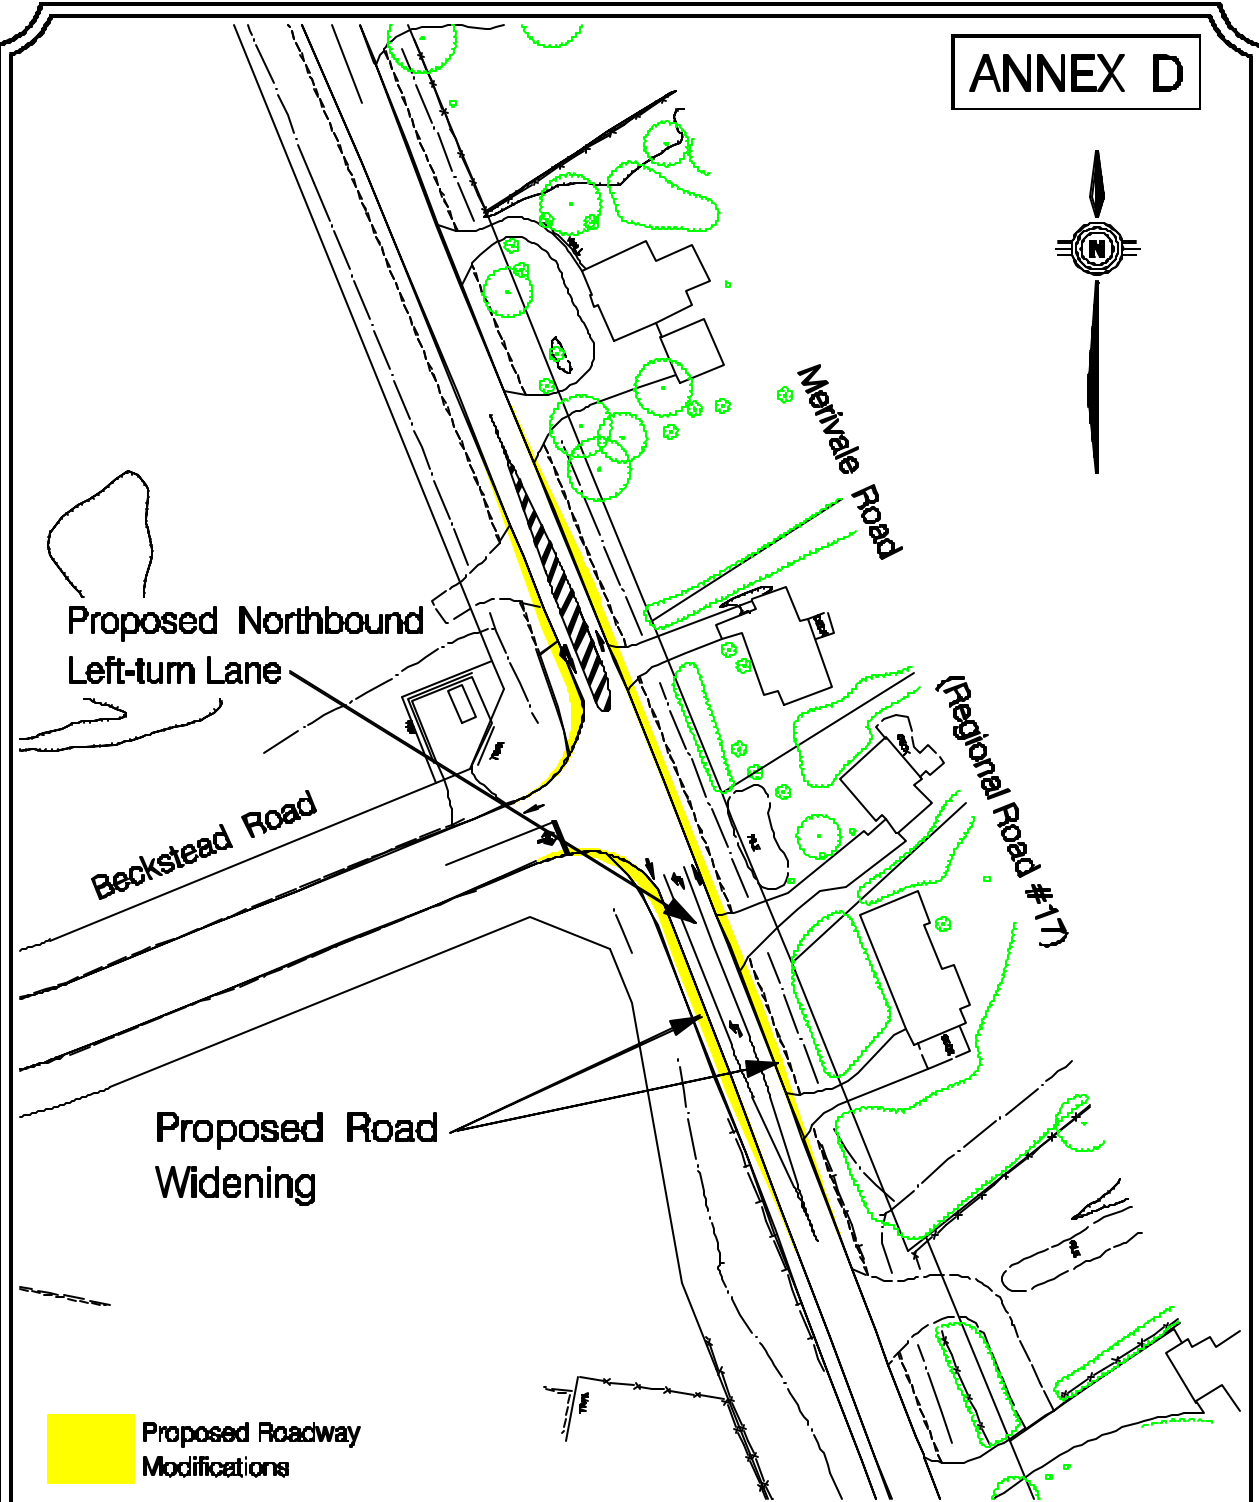 ANNEX D
N
Merivale Road
(Regional Road #17)
Proposed Northbound
Left-turn Lane
Beckstead Road
Proposed Road
Widening
Proposed Roadway
Modifications